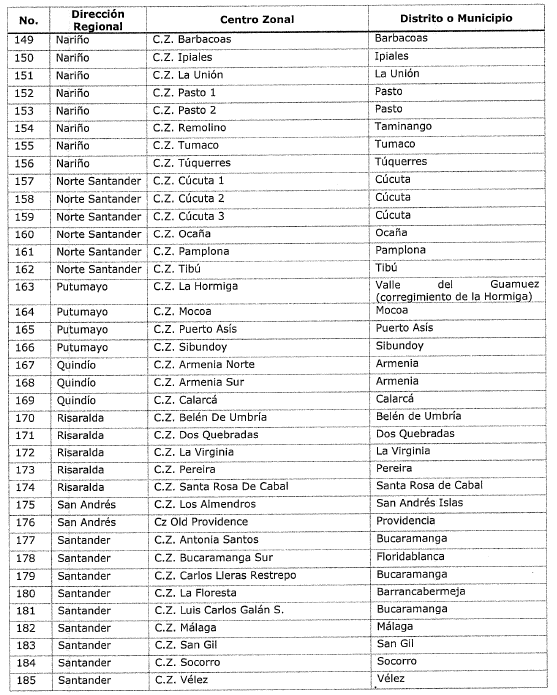 No. Dirección Regional Centro Zonal Distrito o Municipio
149 Nariño C.Z. Barbacoas Barbacoas
150 Nariño C.Z. Ipiales Ipiales
151 Nariño C.Z. La Unión La Unión
152 Nariño C.Z. Pasto 1 Pasto
153 Nariño C.Z. Pasto 2 Pasto
154 Nariño C.Z. Remolino Taminango
155 Nariño C.Z. Tumaco Tumaco
156 Nariño C.Z. Túquerres Túquerres
157 Norte Santander C.Z. Cúcuta 1 Cúcuta
158 Norte Santander C.Z. Cúcuta 2 Cúcuta
159 Norte Santander C.Z. Cúcuta 3 Cúcuta
160 Norte Santander C.Z. Ocaña Ocaña
161 Norte Santander C.Z. Pamplona Pamplona
162 Norte Santander C.Z. Tibú Tibú
163 Putumayo C.Z. La Hormiga Valle del Guamuez
(corregimiento de la Hormiga)
164 Putumayo C.Z. Mocoa Mocoa
165 Putumayo C.Z. Puerto Asís Puerto Asís
166 Putumayo C.Z. Sibundoy Sibundoy
167 Quindío C.Z. Armenia Norte Armenia
168 Quindío C.Z. Armenia Sur Armenia
169 Quindío C.Z. Calarcá Calarcá
170 Risaralda C.Z. Belén De Umbría Belén de Umbría
171 Risaralda C.Z. Dos Quebradas Dos Quebradas
172 Risaralda C.Z. La Virginia La Virginia
173 Risaralda C.Z. Pereira Pereira
174 Risaralda C.Z. Santa Rosa De Cabal Santa Rosa de Cabal
175 San Andrés C.Z. Los Almendros San Andrés Islas
176 San Andrés Cz Old Providence Providencia
177 Santander C.Z. Antonia Santos Bucaramanga
178 Santander C.Z. Bucaramanga Sur Floridablanca
179 Santander C.Z. Carlos Lleras Restrepo Bucaramanga
180 Santander C.Z. La Floresta Barrancabermeja
181 Santander C.Z. Luis Carlos Galán S. Bucaramanga
182 Santander C.Z. Málaga Málaga
183 Santander C.Z. San Gil San Gil
184 Santander C.Z. Socorro Socorro
185 Santander C.Z. Vélez Vélez